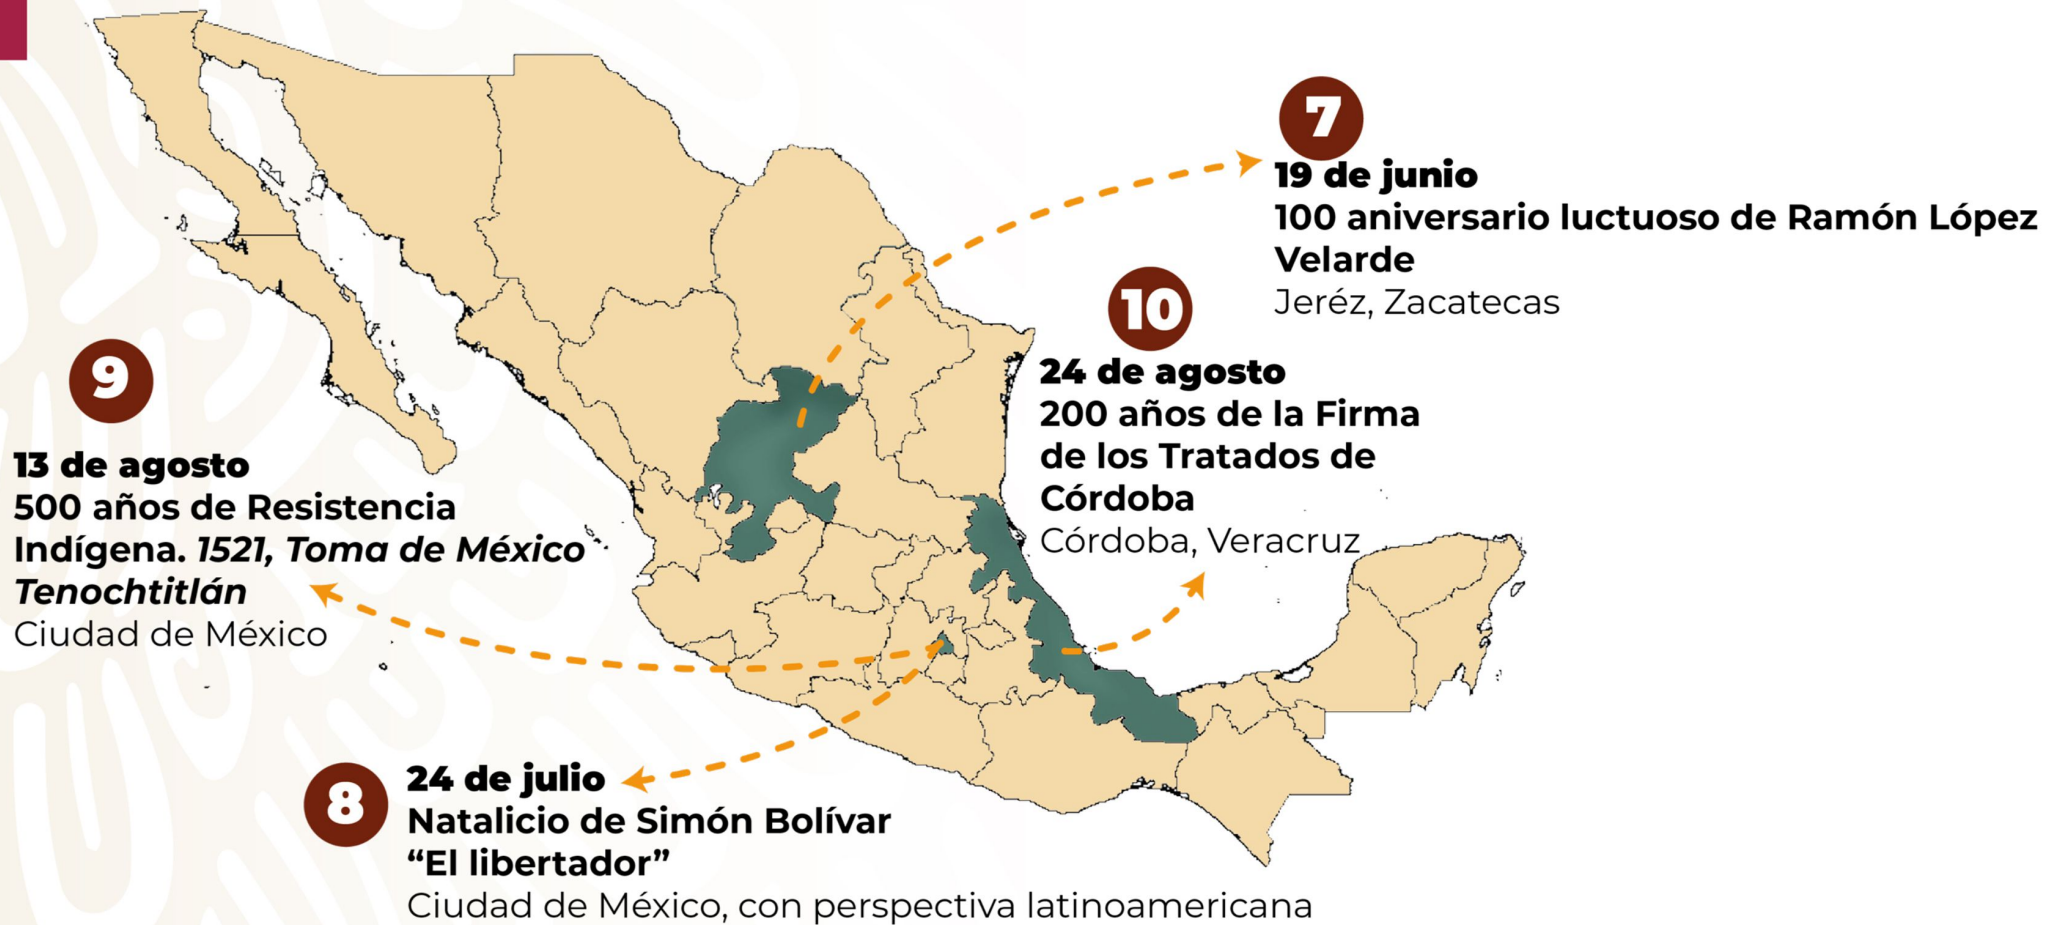 7
19 de junio
100 aniversario luctuoso de Ramón López
Velarde
Jeréz, Zacatecas
10
24 de agosto
200 años de la Firma
de los Tratados de
Córdoba
Córdoba, Veracruz
9
13 de agosto
500 años de Resistencia
Indígena. 1521, Toma de México
Tenochtitlán
Ciudad de México
8
24 de julio
Natalicio de Simón Bolívar
“El libertador”
Ciudad de México, con perspectiva latinoamericana